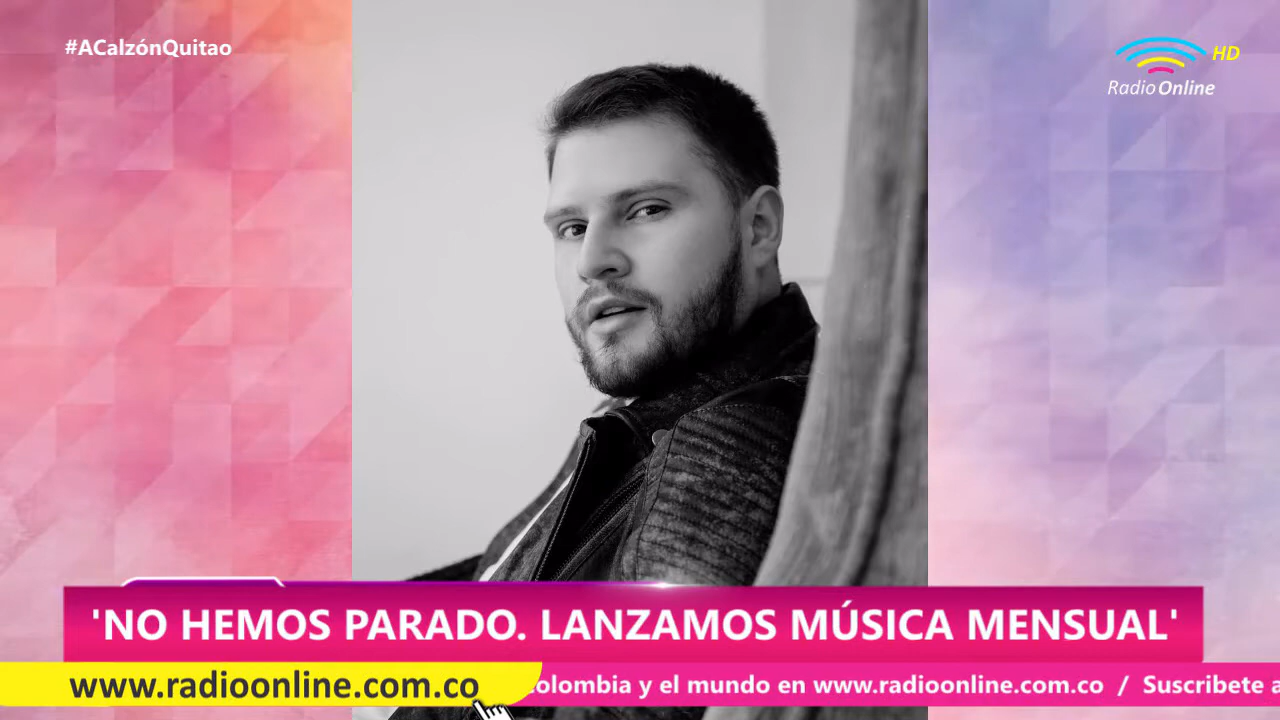 #ACalzónQuitao
HD
Radio Online
'NO HEMOS PARADO. LANZAMOS MÚSICA MENSUAL'
www.radioonline.com.co
olombia y el mundo en www.radioonline.com.co / Suscribete a